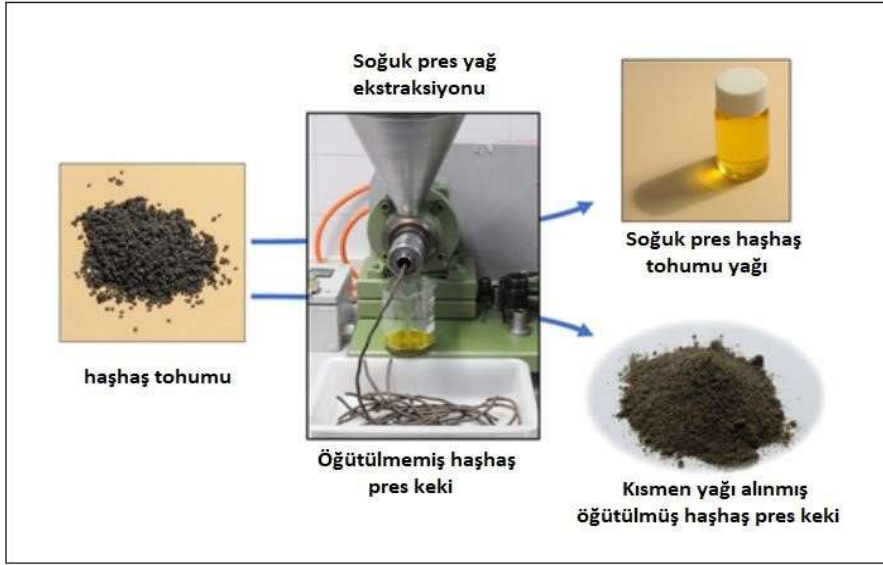 Soğuk pres yağ
ekstraksiyonu
Soğuk pres haşhaş
tohumu yağı
haşhaş tohumu
Öğütülmemiş haşhaş
pres keki
Kısmen yağı alınmış
öğütülmüş haşhaş pres keki